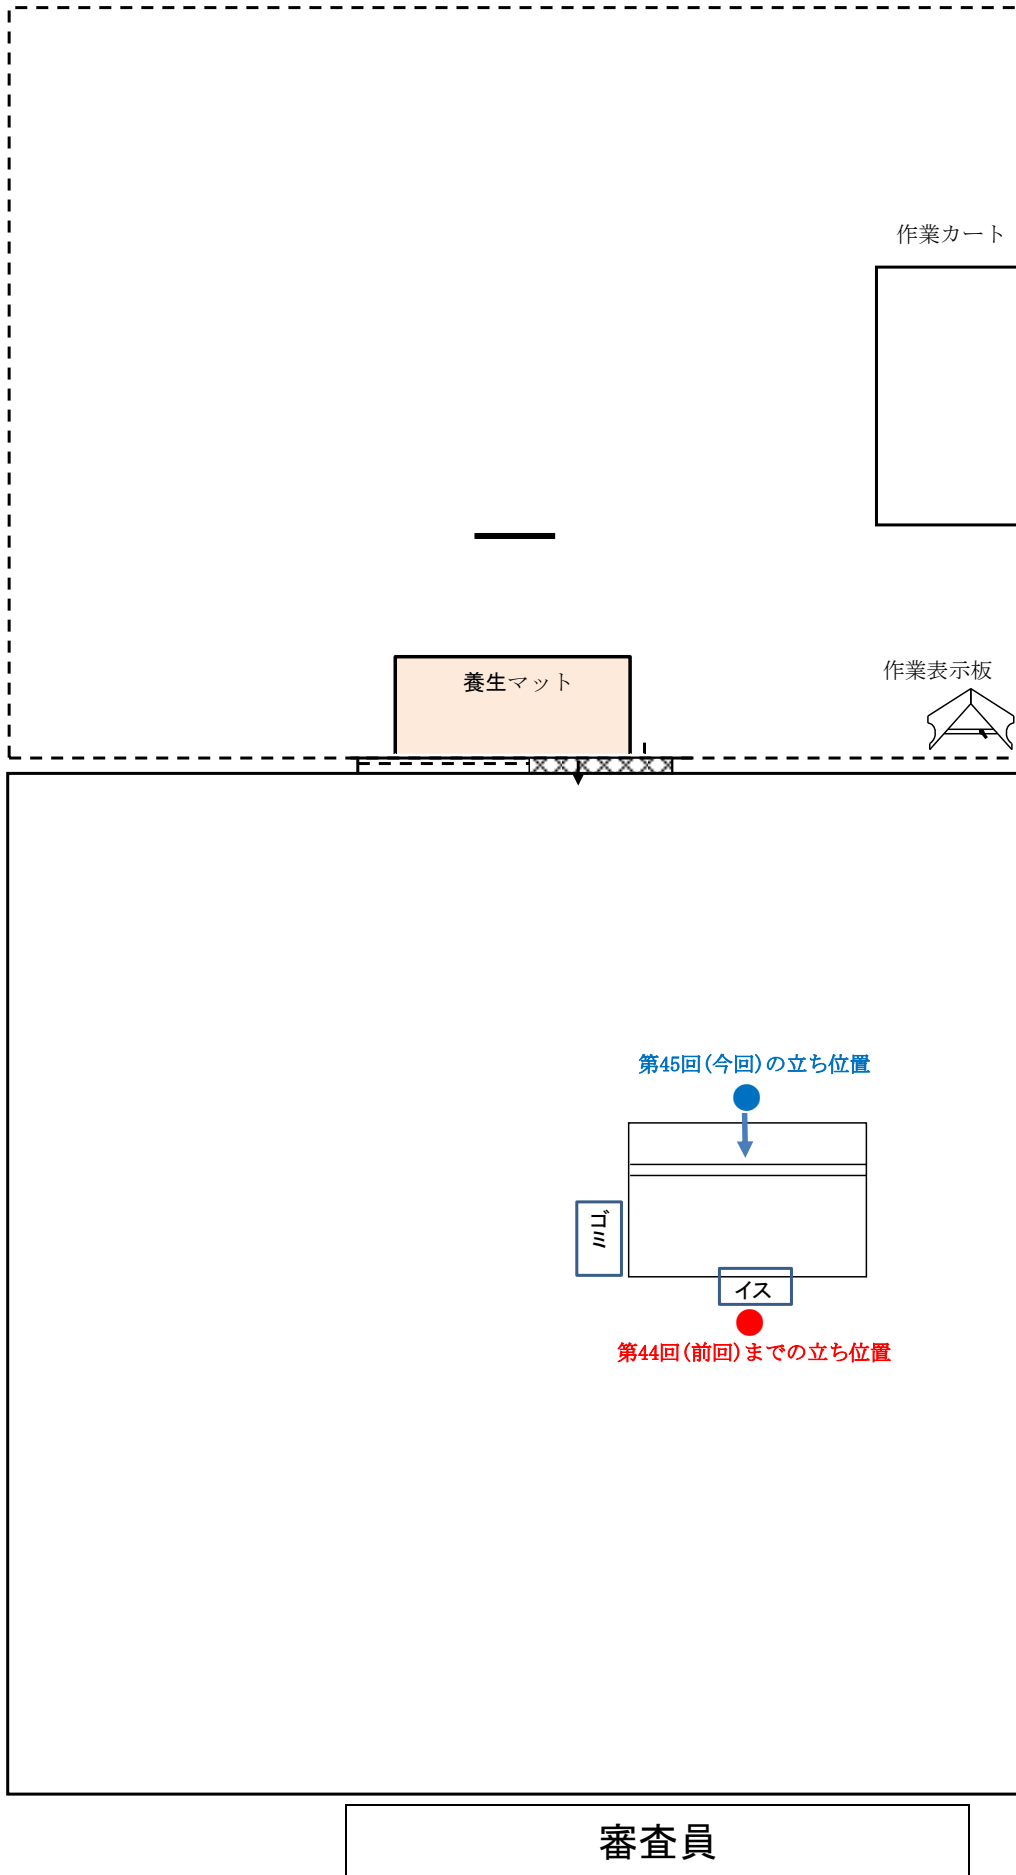 作業カート
養生マット
作業表示板
第45回(今回)の立ち位置
ゴミ
イス
第44回(前回)までの立ち位置
審査員